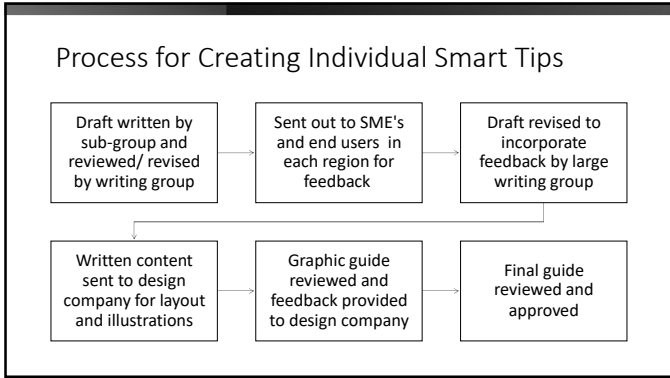 Process for Creating Individual Smart Tips
Draft written by
sub-group and
reviewed/ revised
by writing group
Sent out to SME's
and end users  in
each region for
feedback
Draft revised to
incorporate
feedback by large
writing group
Written content
sent to design
company for layout
and illustrations
Graphic guide
reviewed and
feedback provided
to design company
Final guide
reviewed and
approved